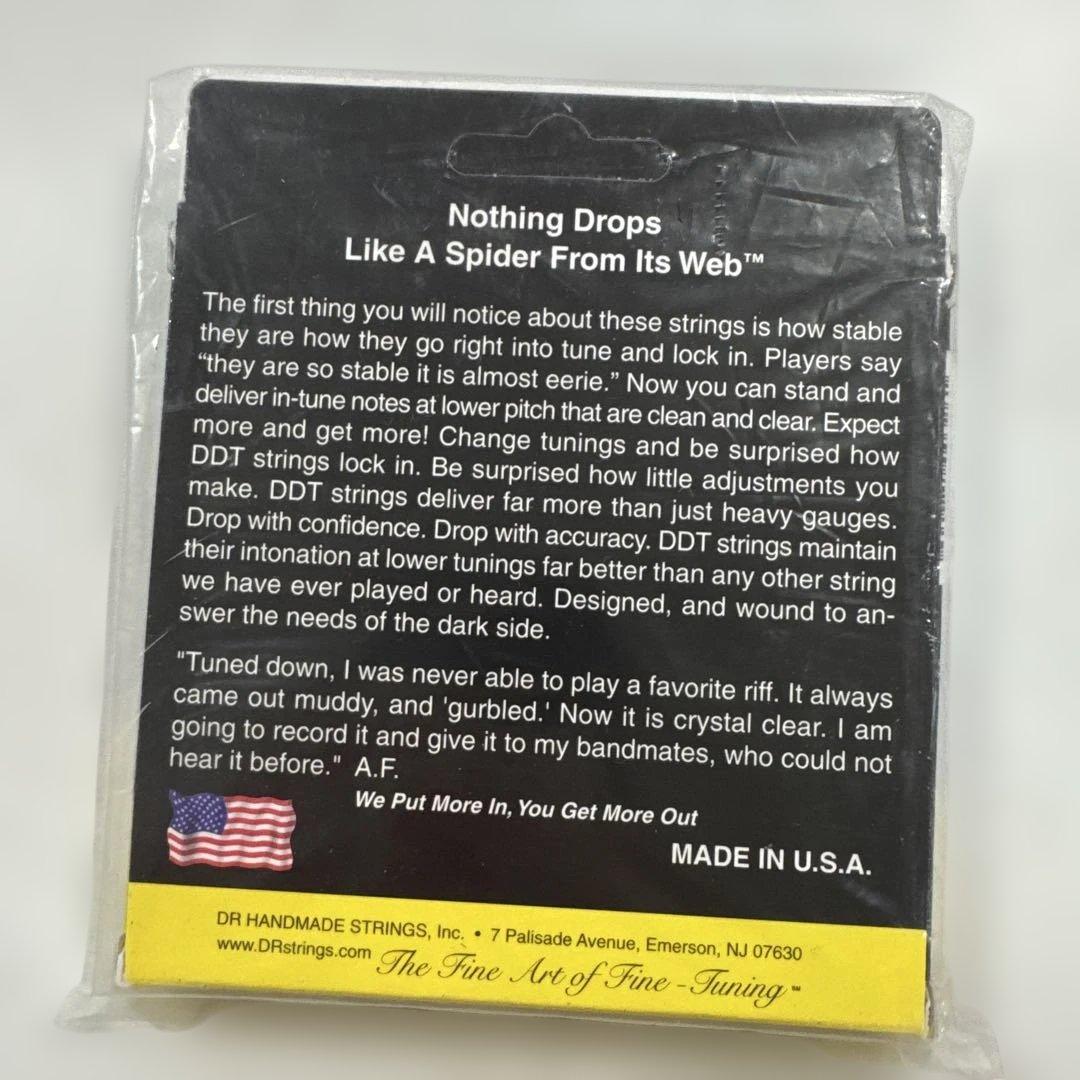 Nothing Drops
Like A Spider From Its Web™
The first thing you will notice about these strings is how stable
they are how they go right into tune and lock in. Players say
“they are so stable it is almost eerie.” Now you can stand and
deliver in-tune notes at lower pitch that are clean and clear. Expect
more and get more! Change tunings and be surprised how
DDT strings lock in. Be surprised how little adjustments you
make. DDT strings deliver far more than just heavy gauges.
Drop with confidence. Drop with accuracy. DDT strings maintain
their intonation at lower tunings far better than any other string
we have ever played or heard. Designed, and wound to an-
swer the needs of the dark side.
"Tuned down, I was never able to play a favorite riff. It always
came out muddy, and 'gurbled.' Now it is crystal clear. I am
going to record it and give it to my bandmates, who could not
hear it before." A.F.
We Put More In, You Get More Out
MADE IN U.S.A.
DR HANDMADE STRINGS, Inc. • 7 Palisade Avenue, Emerson, NJ 07630
www.DRstrings.com The Fine Art of Fine-Tuning℠